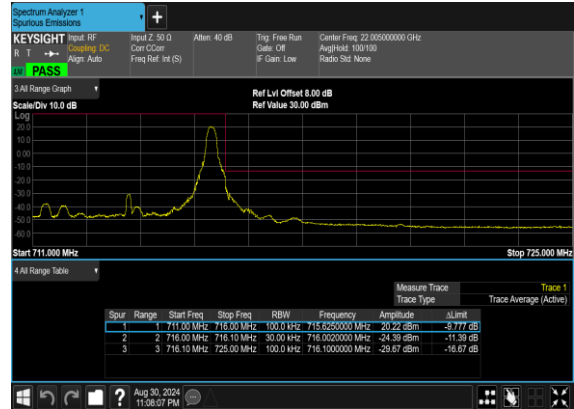 Spectrum Analyzer 1
Spurious Emissions
KEYSIGHT Input: RF Input Z: 50 Ω Atten: 40 dB Trig: Free Run Center Freq: 22.005000000 GHz
R T Coupling: DC Corr CCorr Gate: Off Avg|Hold: 100/100
Align: Auto Freq Ref: Int (S) IF Gain: Low Radio Std: None
PASS
3 All Range Graph
Ref Lvl Offset 8.00 dB
Scale/Div 10.0 dB Ref Value 30.00 dBm
Log
20.0
10.0
0.00
-10.0
-20.0
-30.0
-40.0
-50.0
-60.0
Start 711.000 MHz Stop 725.000 MHz
4 All Range Table
Measure Trace Trace 1
Trace Type Trace Average (Active)
Spur Range Start Freq Stop Freq RBW Frequency Amplitude ΔLimit
1 1 711.00 MHz 716.00 MHz 100.0 kHz 715.6250000 MHz 20.22 dBm -9.777 dB
2 2 716.00 MHz 716.10 MHz 30.00 kHz 716.0020000 MHz -24.39 dBm -11.39 dB
3 3 716.10 MHz 725.00 MHz 100.0 kHz 716.1000000 MHz -29.67 dBm -16.67 dB
? Aug 30, 2024
11:08:07 PM